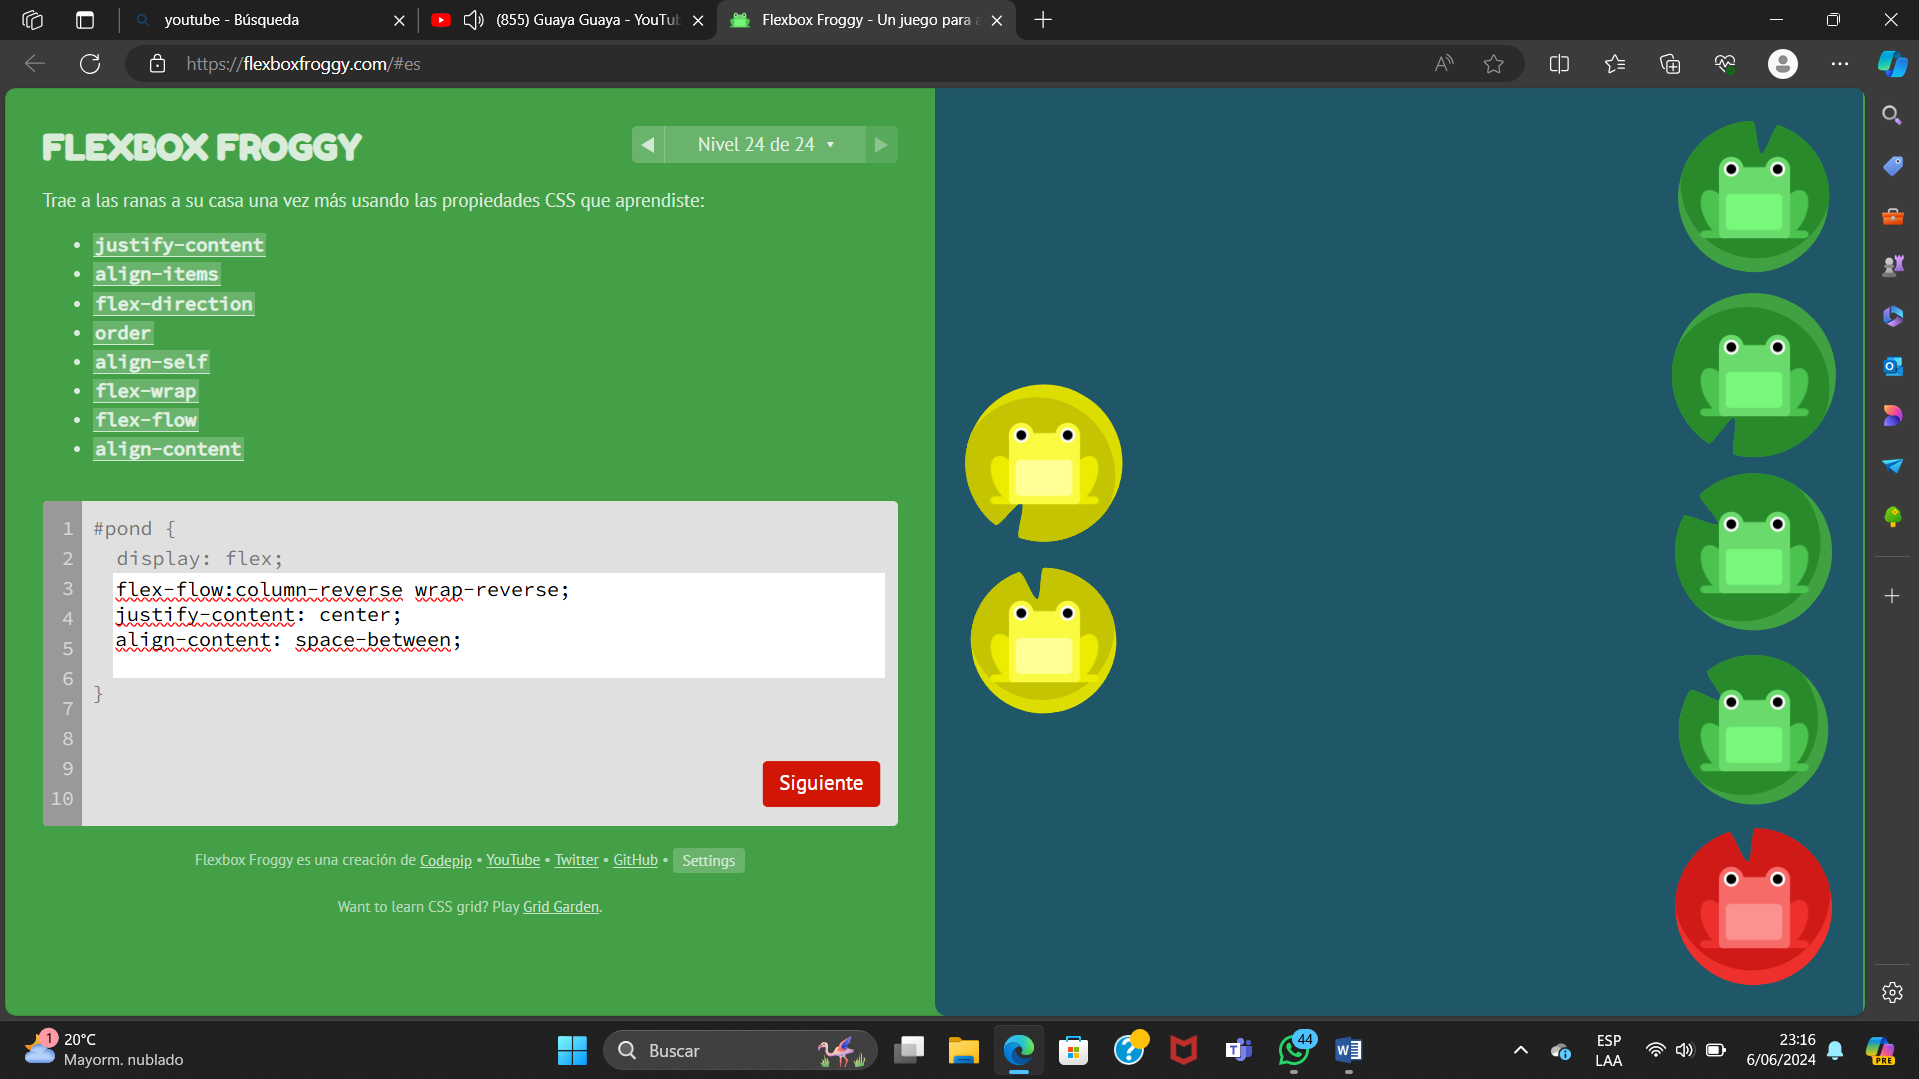 youtube - Búsqueda
(855) Guaya Guaya - YouTu
Flexbox Froggy - Un juego para a
https://flexboxfroggy.com/#es
FLEXBOX FROGGY
Nivel 24 de 24
Trae a las ranas a su casa una vez más usando las propiedades CSS que aprendiste:
justify-content
align-items
flex-direction
order
align-self
flex-wrap
flex-flow
align-content
1 #pond {
2 display: flex;
3 flex-flow:column-reverse wrap-reverse;
4 justify-content: center;
5 align-content: space-between;
6 }
7
8
9
10
Siguiente
Flexbox Froggy es una creación de Codepip • YouTube • Twitter • GitHub • Settings
Want to learn CSS grid? Play Grid Garden.
1
20°C
Mayorm. nublado
Buscar
44
ESP
LAA
23:16
6/06/2024
PRE